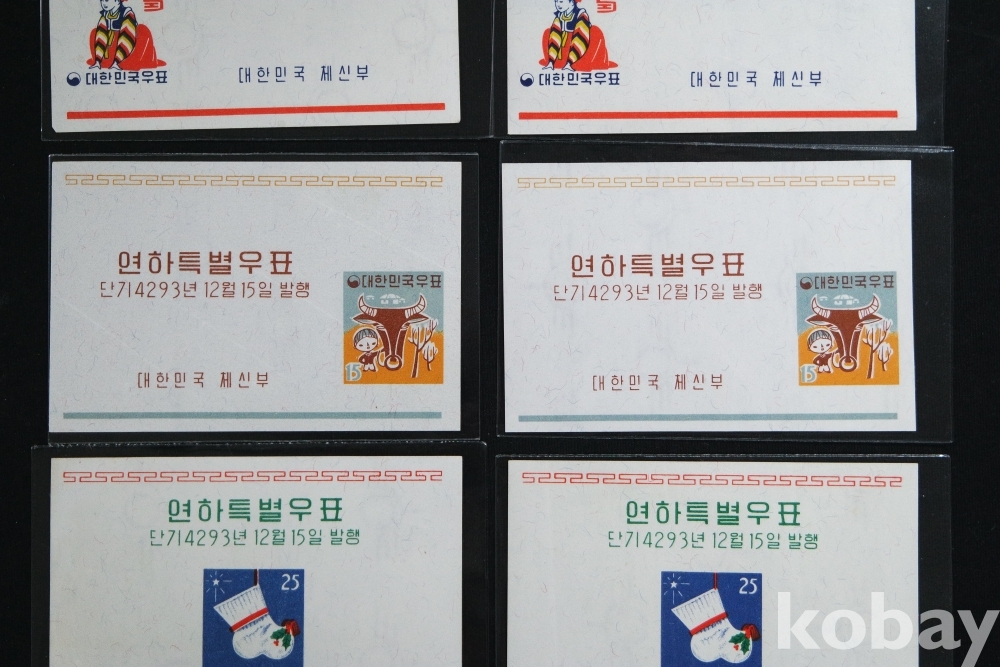 대한민국우표
대한민국 체신부
대한민국우표
대한민국 체신부
연하특별우표
단기4293년 12월 15일 발행
대한민국우표
15
대한민국 체신부
연하특별우표
단기4293년 12월 15일 발행
대한민국우표
15
대한민국 체신부
연하특별우표
단기4293년 12월 15일 발행
25
연하특별우표
단기4293년 12월 15일 발행
25
kobay